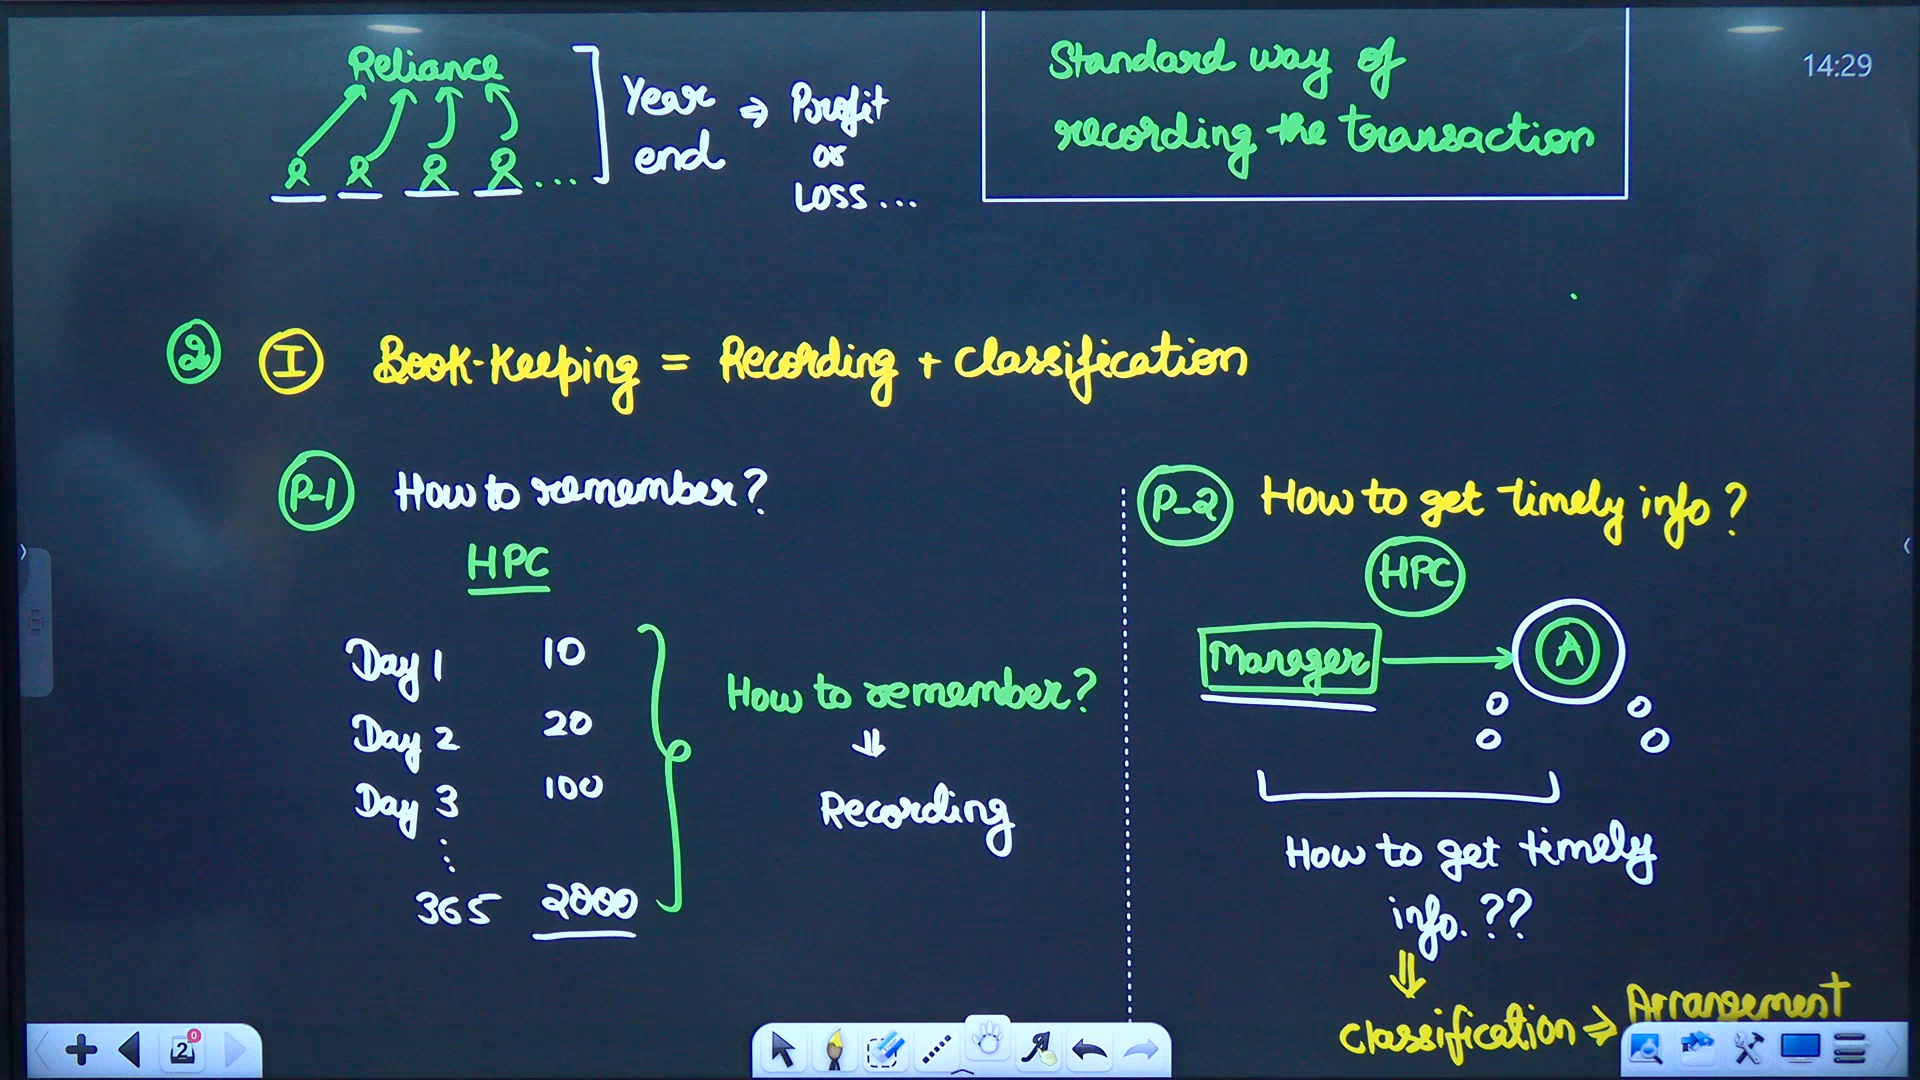 Reliance
Year end ⇒ Profit or Loss...
Standard way of
recording the transaction
14:29
2 I Book-Keeping = Recording + Classification
P-1 How to remember?
HPC
Day 1 10
Day 2 20
Day 3 100
365 2000
How to remember?
⇓
Recording
P-2 How to get timely info?
HPC
Manager → A
How to get timely
info. ??
⇓
Classification ⇒ Arrangement
2
0